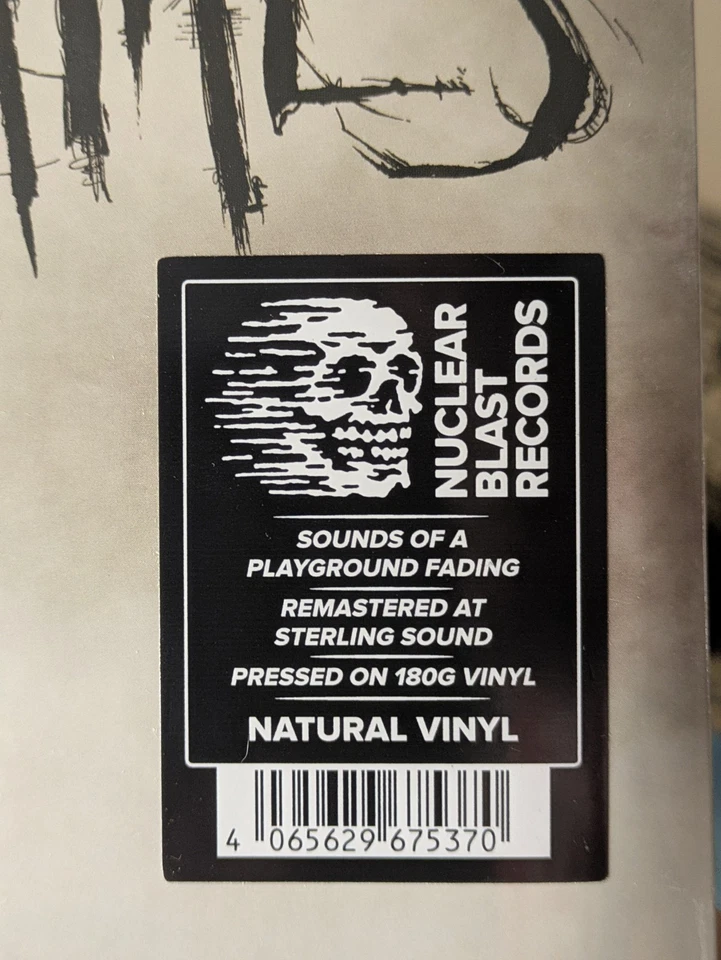 NUCLEAR
BLAST
RECORDS
SOUNDS OF A
PLAYGROUND FADING
REMASTERED AT
STERLING SOUND
PRESSED ON 180G VINYL
NATURAL VINYL
4 065629 675370